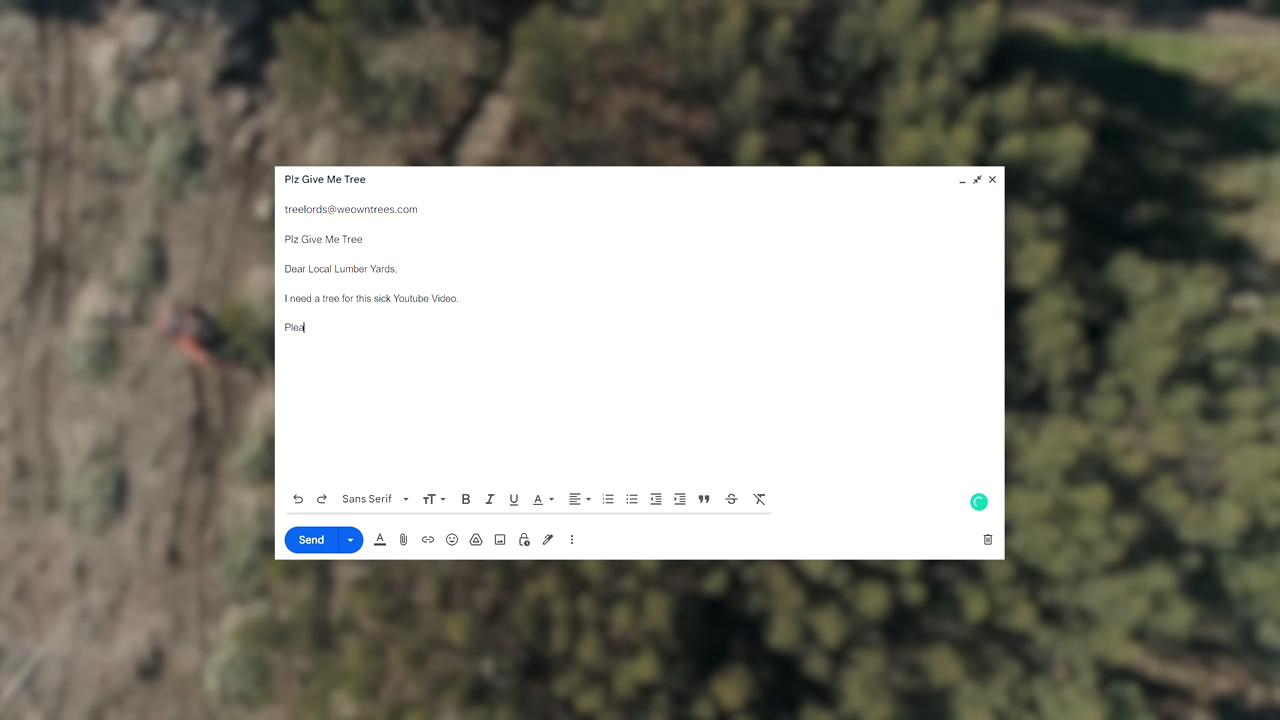 Plz Give Me Tree
treelords@weowntrees.com
Plz Give Me Tree
Dear Local Lumber Yards,
I need a tree for this sick Youtube Video.
Plea
Sans Serif
Send